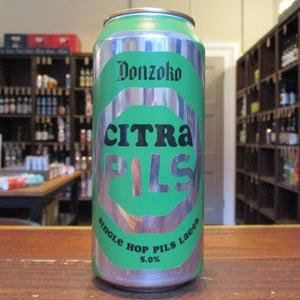 Donzoko
CITRa
PILS
SINGLE HOP PILS LAGER
5.0%